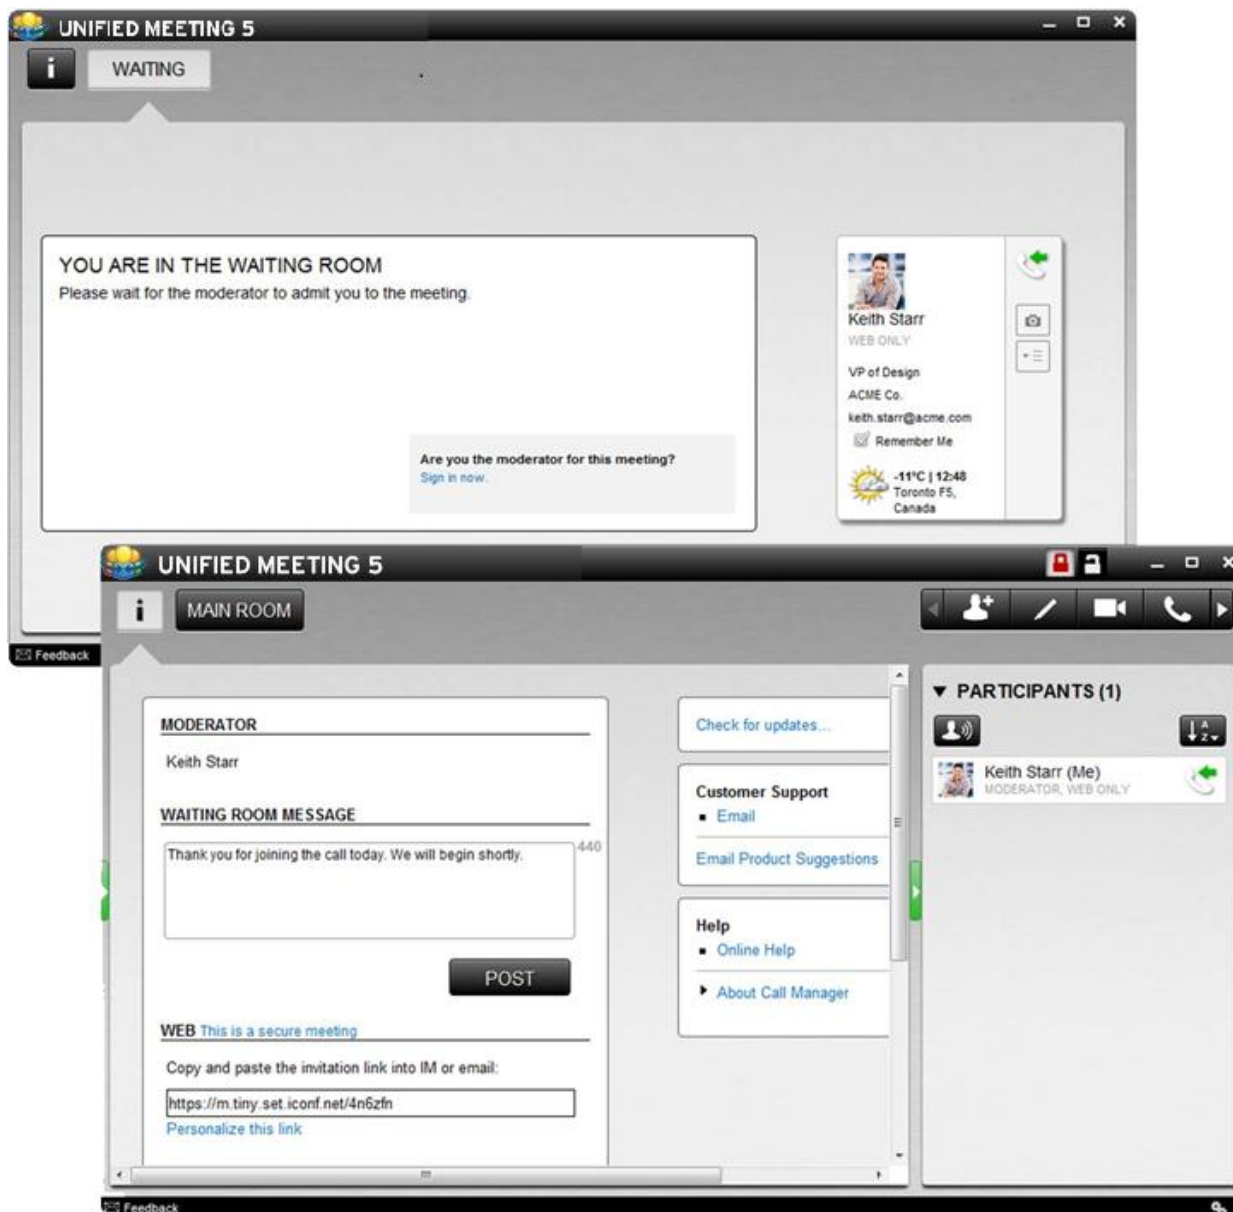 UNIFIED MEETING 5
i
WAITING
YOU ARE IN THE WAITING ROOM
Please wait for the moderator to admit you to the meeting.
Are you the moderator for this meeting?
Sign in now.
Keith Starr
WEB ONLY
VP of Design
ACME Co.
keith.starr@acme.com
Remember Me
-11°C | 12:48
Toronto F5,
Canada
Feedback
UNIFIED MEETING 5
i
MAIN ROOM
MODERATOR
Keith Starr
WAITING ROOM MESSAGE
Thank you for joining the call today. We will begin shortly.
440
POST
WEB This is a secure meeting
Copy and paste the invitation link into IM or email:
https://m.tiny.set.iconf.net/4n6zfn
Personalize this link
Check for updates...
Customer Support
Email
Email Product Suggestions
Help
Online Help
About Call Manager
PARTICIPANTS (1)
A
Z
Keith Starr (Me)
MODERATOR, WEB ONLY
Feedback